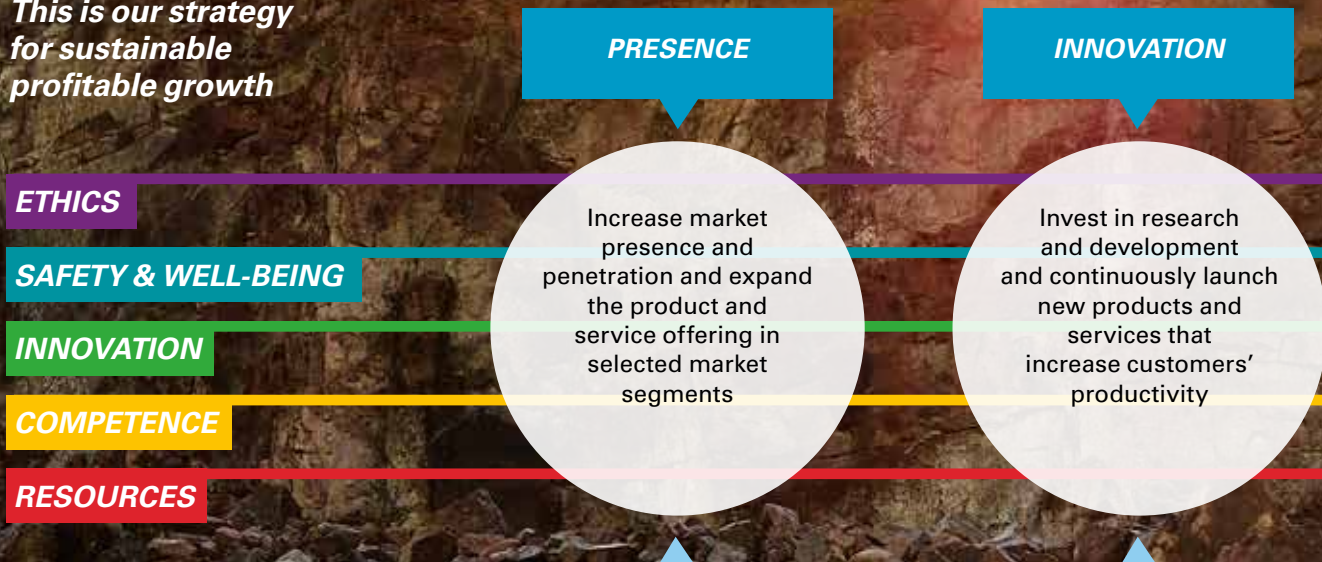 This is our strategy
for sustainable
profitable growth
PRESENCE
INNOVATION
ETHICS
SAFETY & WELL-BEING
INNOVATION
COMPETENCE
RESOURCES
Increase market
presence and
penetration and expand
the product and
service offering in
selected market
segments
Invest in research
and development
and continuously launch
new products and
services that
increase customers’
productivity